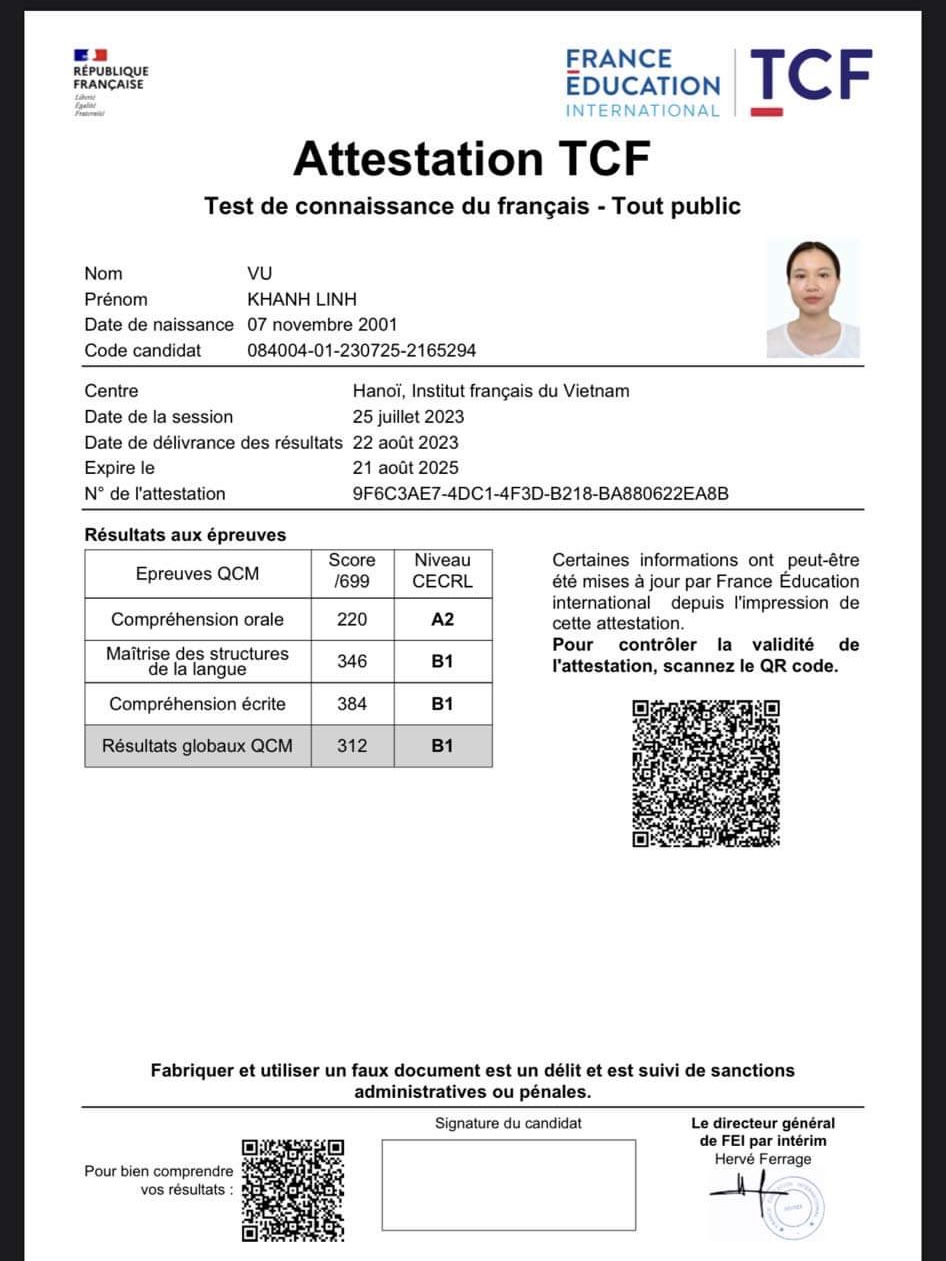 RÉPUBLIQUE
FRANÇAISE
Liberté
Égalité
Fraternité
FRANCE
ÉDUCATION
INTERNATIONAL
TCF
Attestation TCF
Test de connaissance du français - Tout public
Nom VU
Prénom KHANH LINH
Date de naissance 07 novembre 2001
Code candidat 084004-01-230725-2165294
Centre Hanoï, Institut français du Vietnam
Date de la session 25 juillet 2023
Date de délivrance des résultats 22 août 2023
Expire le 21 août 2025
N° de l'attestation 9F6C3AE7-4DC1-4F3D-B218-BA880622EA8B
Résultats aux épreuves
Epreuves QCM Score /699 Niveau CECRL
Compréhension orale 220 A2
Maîtrise des structures
de la langue 346 B1
Compréhension écrite 384 B1
Résultats globaux QCM 312 B1
Certaines informations ont peut-être
été mises à jour par France Éducation
international depuis l'impression de
cette attestation.
Pour contrôler la validité de
l'attestation, scannez le QR code.
Fabriquer et utiliser un faux document est un délit et est suivi de sanctions
administratives ou pénales.
Pour bien comprendre
vos résultats :
Signature du candidat
Le directeur général
de FEI par intérim
Hervé Ferrage